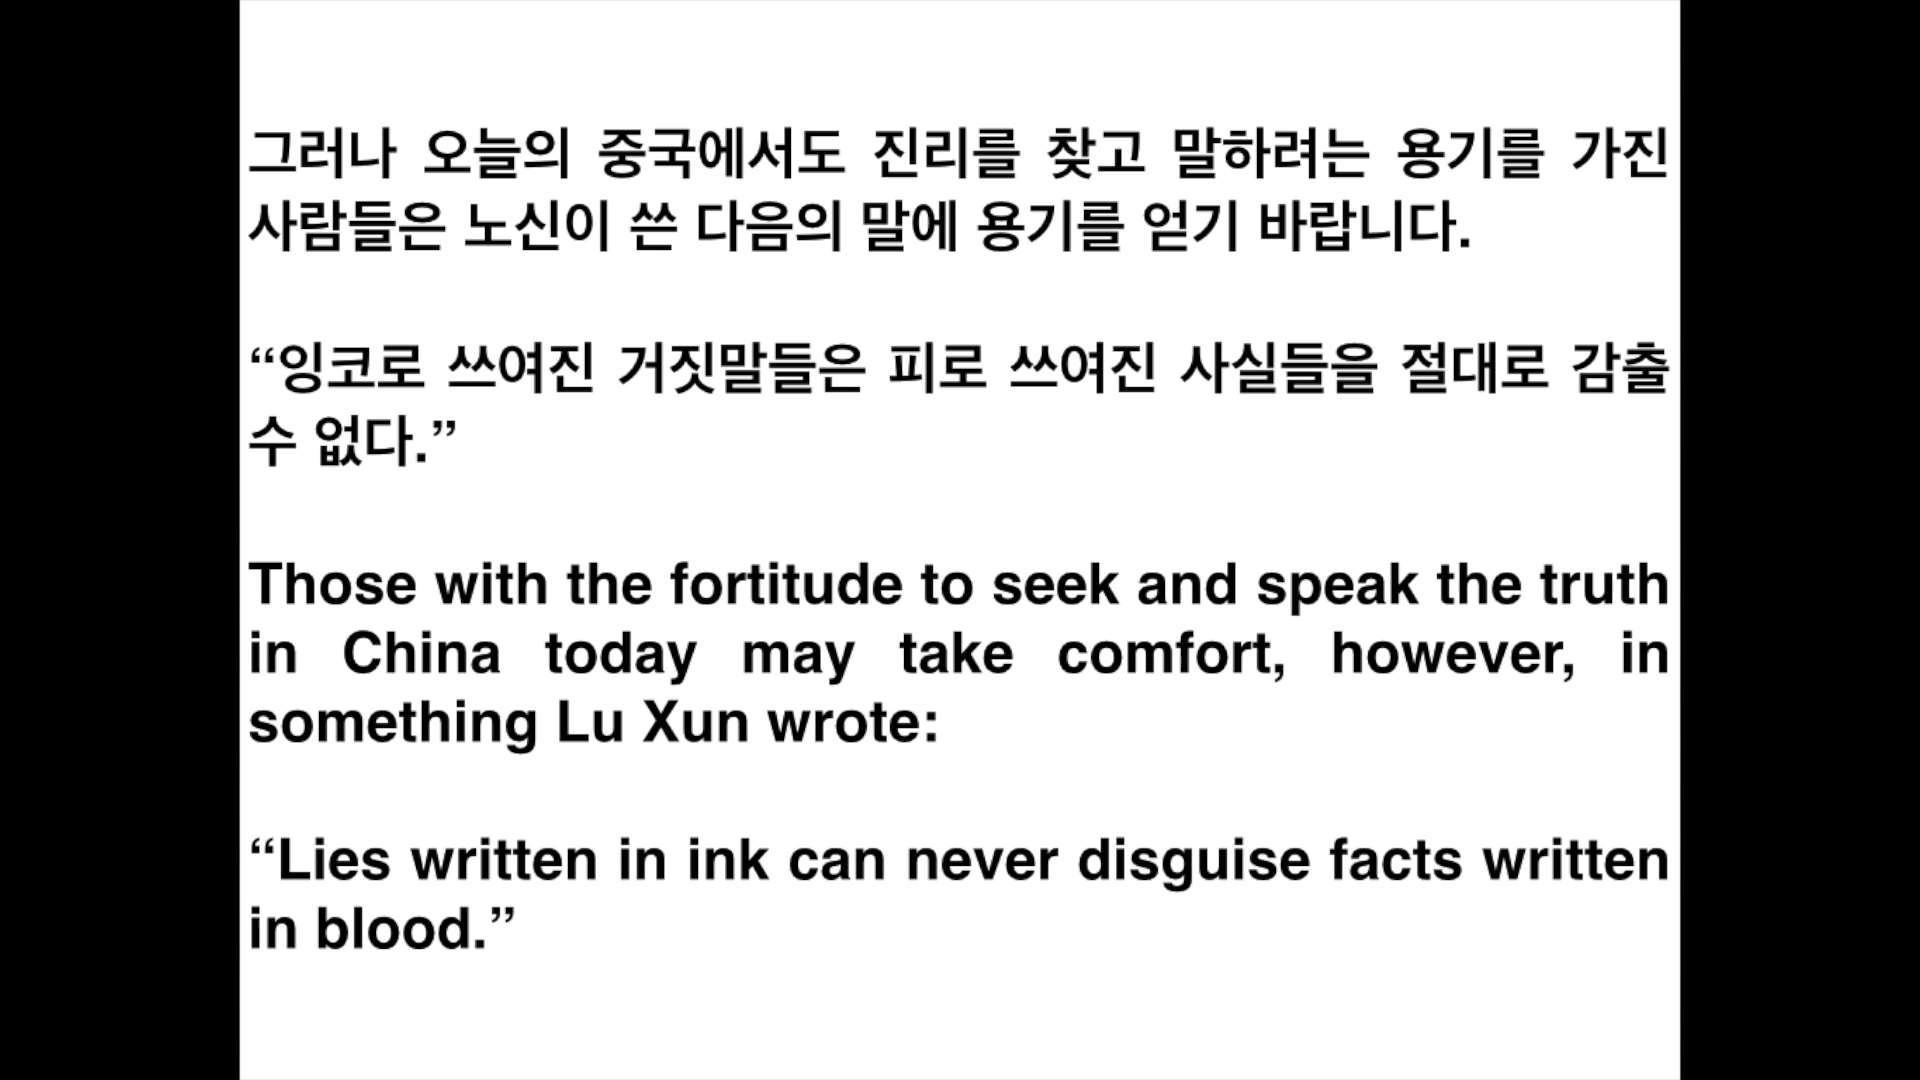 그러나 오늘의 중국에서도 진리를 찾고 말하려는 용기를 가진
사람들은 노신이 쓴 다음의 말에 용기를 얻기 바랍니다.
“잉코로 쓰여진 거짓말들은 피로 쓰여진 사실들을 절대로 감출
수 없다.”
Those with the fortitude to seek and speak the truth
in China today may take comfort, however, in
something Lu Xun wrote:
“Lies written in ink can never disguise facts written
in blood.”